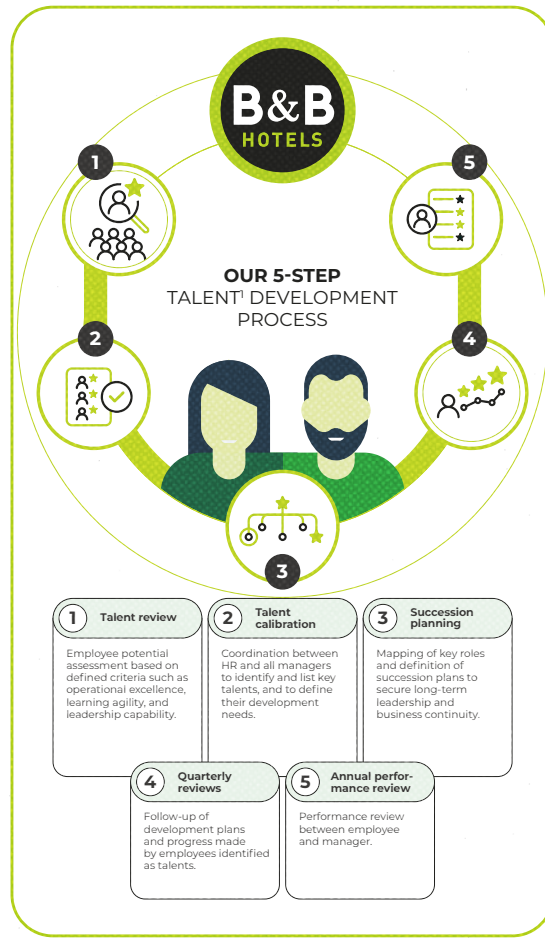 B&B
HOTELS
1
5
OUR 5-STEP
TALENT¹ DEVELOPMENT
PROCESS
2
4
3
1 Talent review
Employee potential
assessment based on
defined criteria such as
operational excellence,
learning agility, and
leadership capability.
2 Talent
calibration
Coordination between
HR and all managers
to identify and list key
talents, and to define
their development
needs.
3 Succession
planning
Mapping of key roles
and definition of
succession plans to
secure long-term
leadership and
business continuity.
4 Quarterly
reviews
Follow-up of
development plans
and progress made
by employees identified
as talents.
5 Annual perfor-
mance review
Performance review
between employee
and manager.